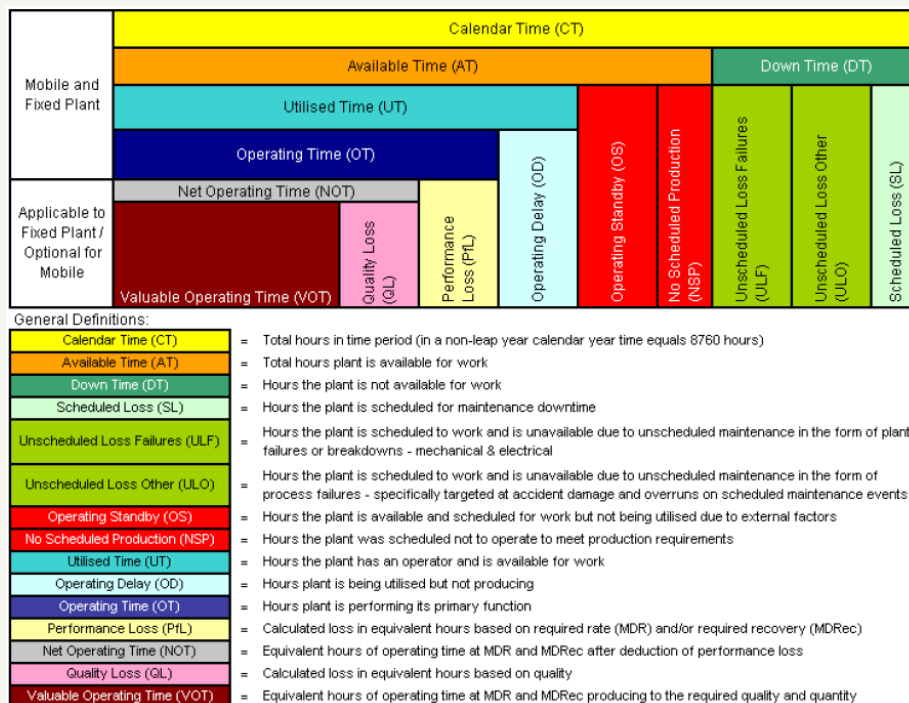 Calendar Time (CT)
Mobile and
Fixed Plant
Available Time (AT)
Down Time (DT)
Utilised Time (UT)
Operating Time (OT)
Operating Delay (OD)
Operating Standby (OS)
No Scheduled Production
(NSP)
Unscheduled Loss Failures
(ULF)
Unscheduled Loss Other
(ULO)
Scheduled Loss (SL)
Applicable to
Fixed Plant /
Optional for
Mobile
Net Operating Time (NOT)
Performance
Loss (PfL)
Valuable Operating Time (VOT)
Quality Loss
(QL)
General Definitions:
Calendar Time (CT) = Total hours in time period (in a non-leap year calendar year time equals 8760 hours)
Available Time (AT) = Total hours plant is available for work
Down Time (DT) = Hours the plant is not available for work
Scheduled Loss (SL) = Hours the plant is scheduled for maintenance downtime
Unscheduled Loss Failures (ULF) = Hours the plant is scheduled to work and is unavailable due to unscheduled maintenance in the form of plant
failures or breakdowns - mechanical & electrical
Unscheduled Loss Other (ULO) = Hours the plant is scheduled to work and is unavailable due to unscheduled maintenance in the form of
process failures - specifically targeted at accident damage and overruns on scheduled maintenance events
Operating Standby (OS) = Hours the plant is available and scheduled for work but not being utilised due to external factors
No Scheduled Production (NSP) = Hours the plant was scheduled not to operate to meet production requirements
Utilised Time (UT) = Hours the plant has an operator and is available for work
Operating Delay (OD) = Hours plant is being utilised but not producing
Operating Time (OT) = Hours plant is performing its primary function
Performance Loss (PfL) = Calculated loss in equivalent hours based on required rate (MDR) and/or required recovery (MDRec)
Net Operating Time (NOT) = Equivalent hours of operating time at MDR and MDRec after deduction of performance loss
Quality Loss (QL) = Calculated loss in equivalent hours based on quality
Valuable Operating Time (VOT) = Equivalent hours of operating time at MDR and MDRec producing to the required quality and quantity